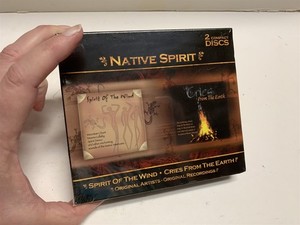 2 COMPACT
DISCS
NATIVE SPIRIT
Spirit Of The Wind
Cries
From The Earth
SPIRIT OF THE WIND • CRIES FROM THE EARTH
ORIGINAL ARTISTS • ORIGINAL RECORDINGS